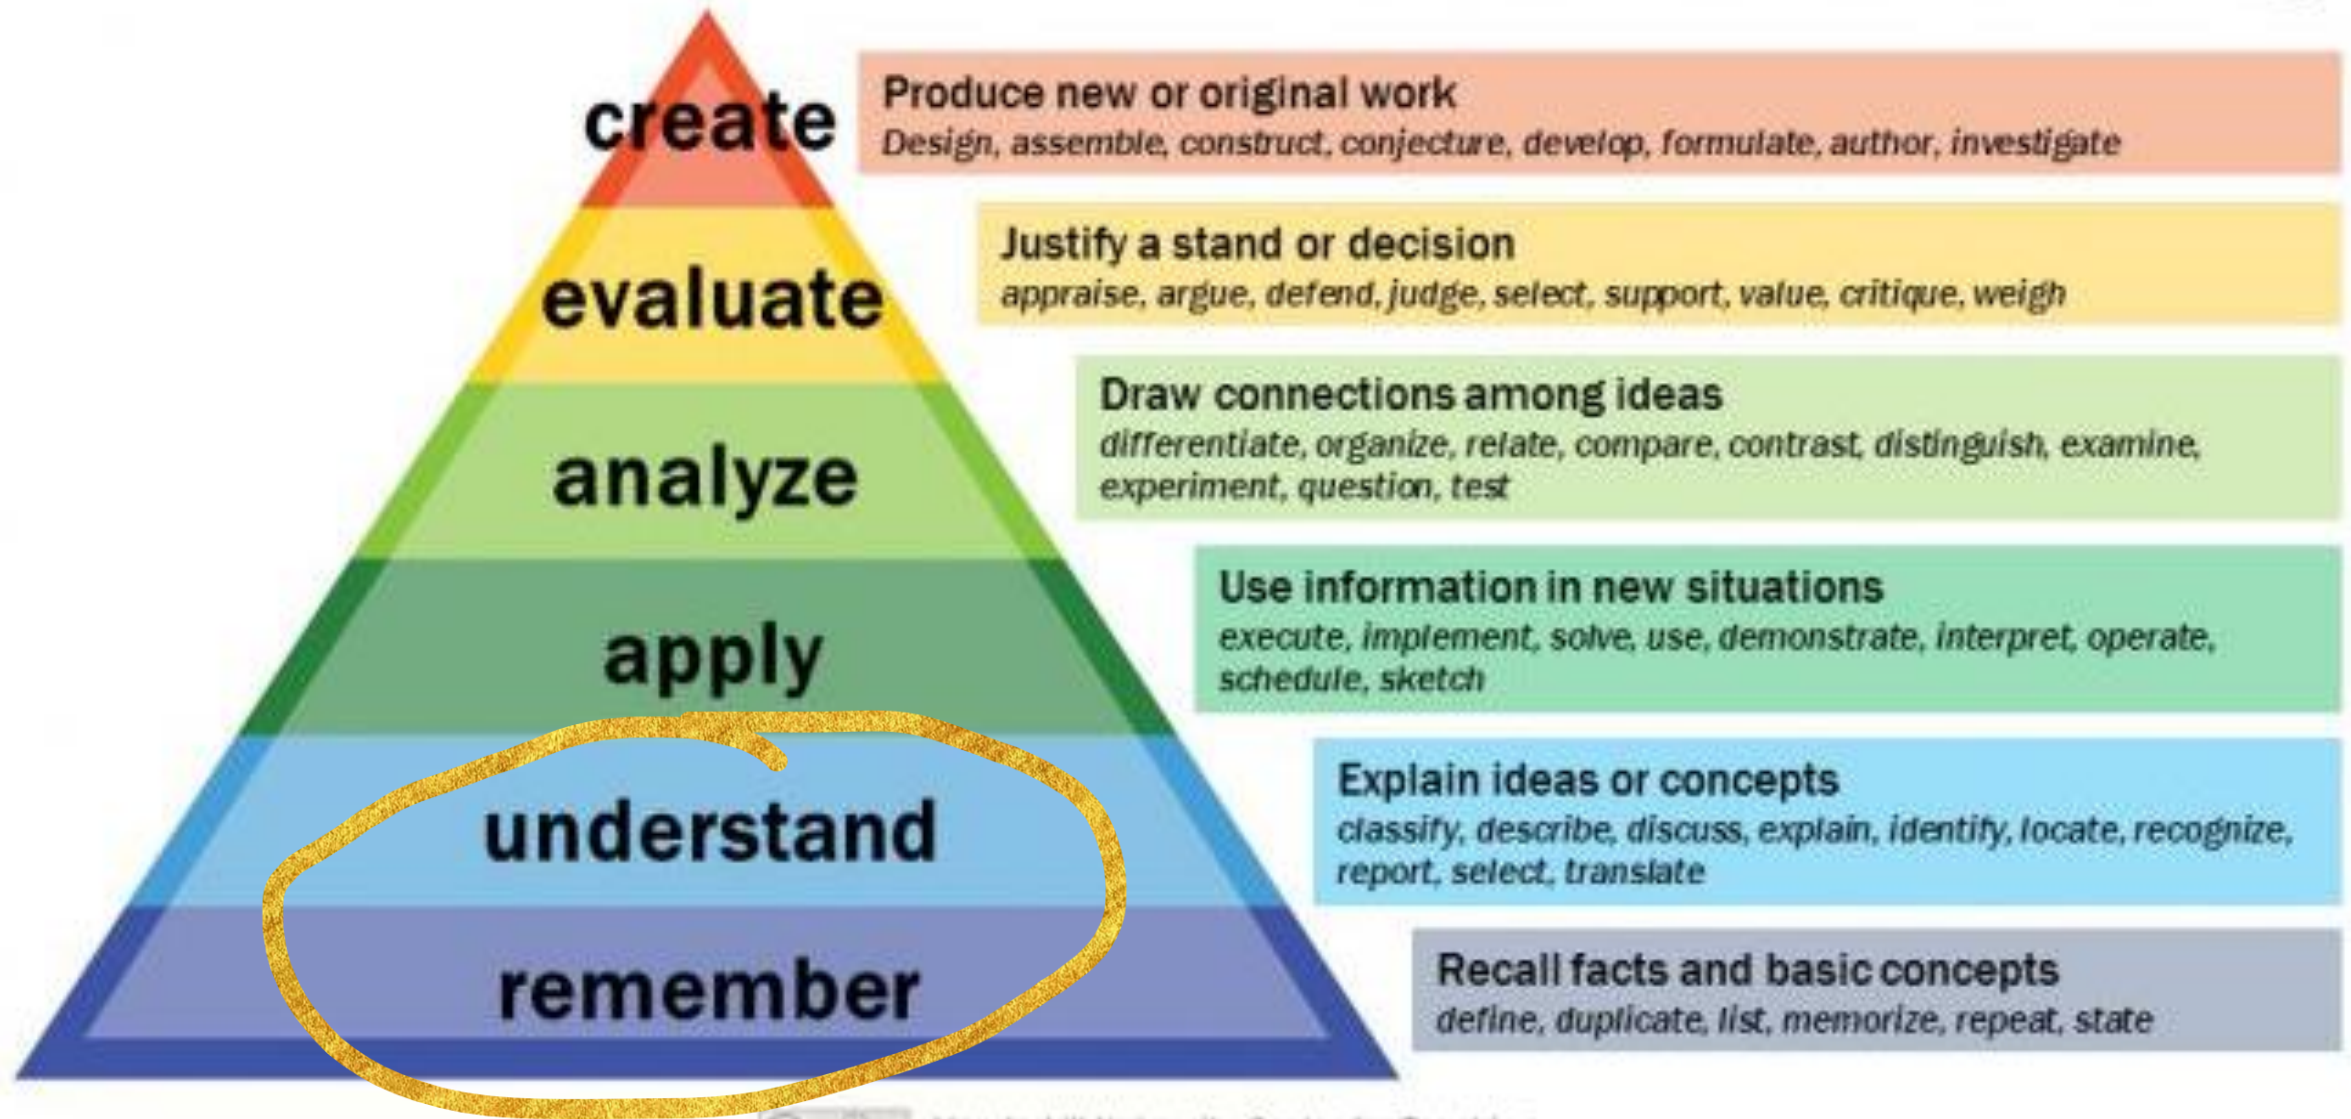 create
Produce new or original work
Design, assemble, construct, conjecture, develop, formulate, author, investigate
evaluate
Justify a stand or decision
appraise, argue, defend, judge, select, support, value, critique, weigh
analyze
Draw connections among ideas
differentiate, organize, relate, compare, contrast, distinguish, examine,
experiment, question, test
apply
Use information in new situations
execute, implement, solve, use, demonstrate, interpret, operate,
schedule, sketch
understand
Explain ideas or concepts
classify, describe, discuss, explain, identify, locate, recognize,
report, select, translate
remember
Recall facts and basic concepts
define, duplicate, list, memorize, repeat, state